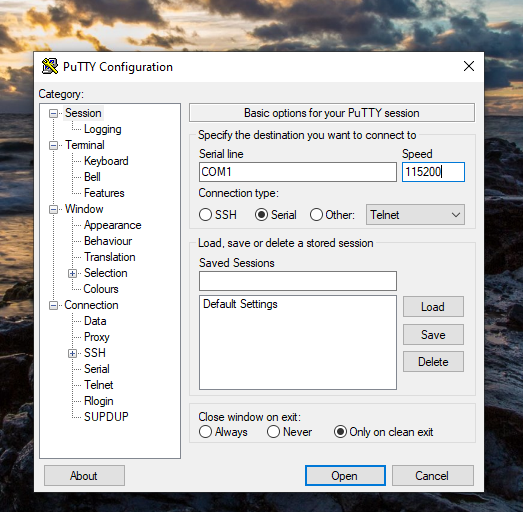 PuTTY Configuration
Category:
Session
Logging
Terminal
Keyboard
Bell
Features
Window
Appearance
Behaviour
Translation
Selection
Colours
Connection
Data
Proxy
SSH
Serial
Telnet
Rlogin
SUPDUP
Basic options for your PuTTY session
Specify the destination you want to connect to
Serial line Speed
COM1 115200
Connection type:
SSH Serial Other: Telnet
Load, save or delete a stored session
Saved Sessions
Default Settings
Load
Save
Delete
Close window on exit:
Always Never Only on clean exit
About Open Cancel